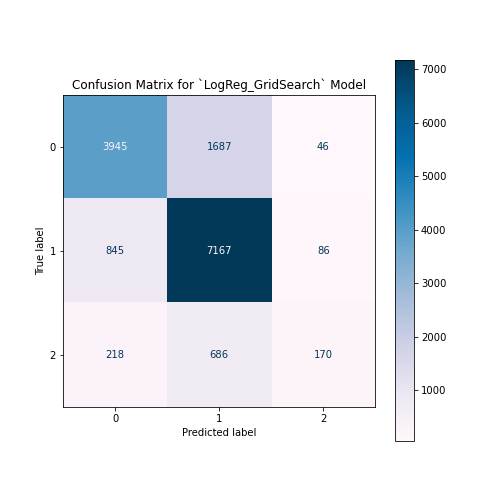 Confusion Matrix for `LogReg_GridSearch` Model
True label
0
3945 1687 46
1
845 7167 86
2
218 686 170
0 1 2
Predicted label
7000
6000
5000
4000
3000
2000
1000